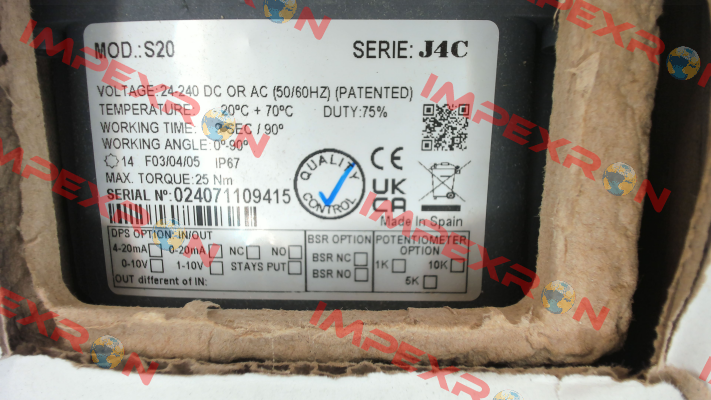 MOD.: S20 SERIE: J4C
VOLTAGE: 24-240 DC OR AC (50/60HZ) (PATENTED)
TEMPERATURE: -20ºC + 70ºC DUTY: 75%
WORKING TIME: SEC / 90º
WORKING ANGLE: 0º-90º
14 F03/04/05 IP67
MAX. TORQUE: 25 Nm
SERIAL Nº: 024071109415
QUALITY CONTROL
CE
UK CA
Made in Spain
DPS OPTION: IN/OUT
4-20mA 0-20mA NC NO
0-10V 1-10V STAYS PUT
OUT different of IN:
BSR OPTION
BSR NC
BSR NO
POTENTIOMETER OPTION
1K 10K
5K
IMPEXRON